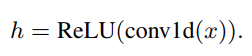 h = ReLU(conv1d(x)).